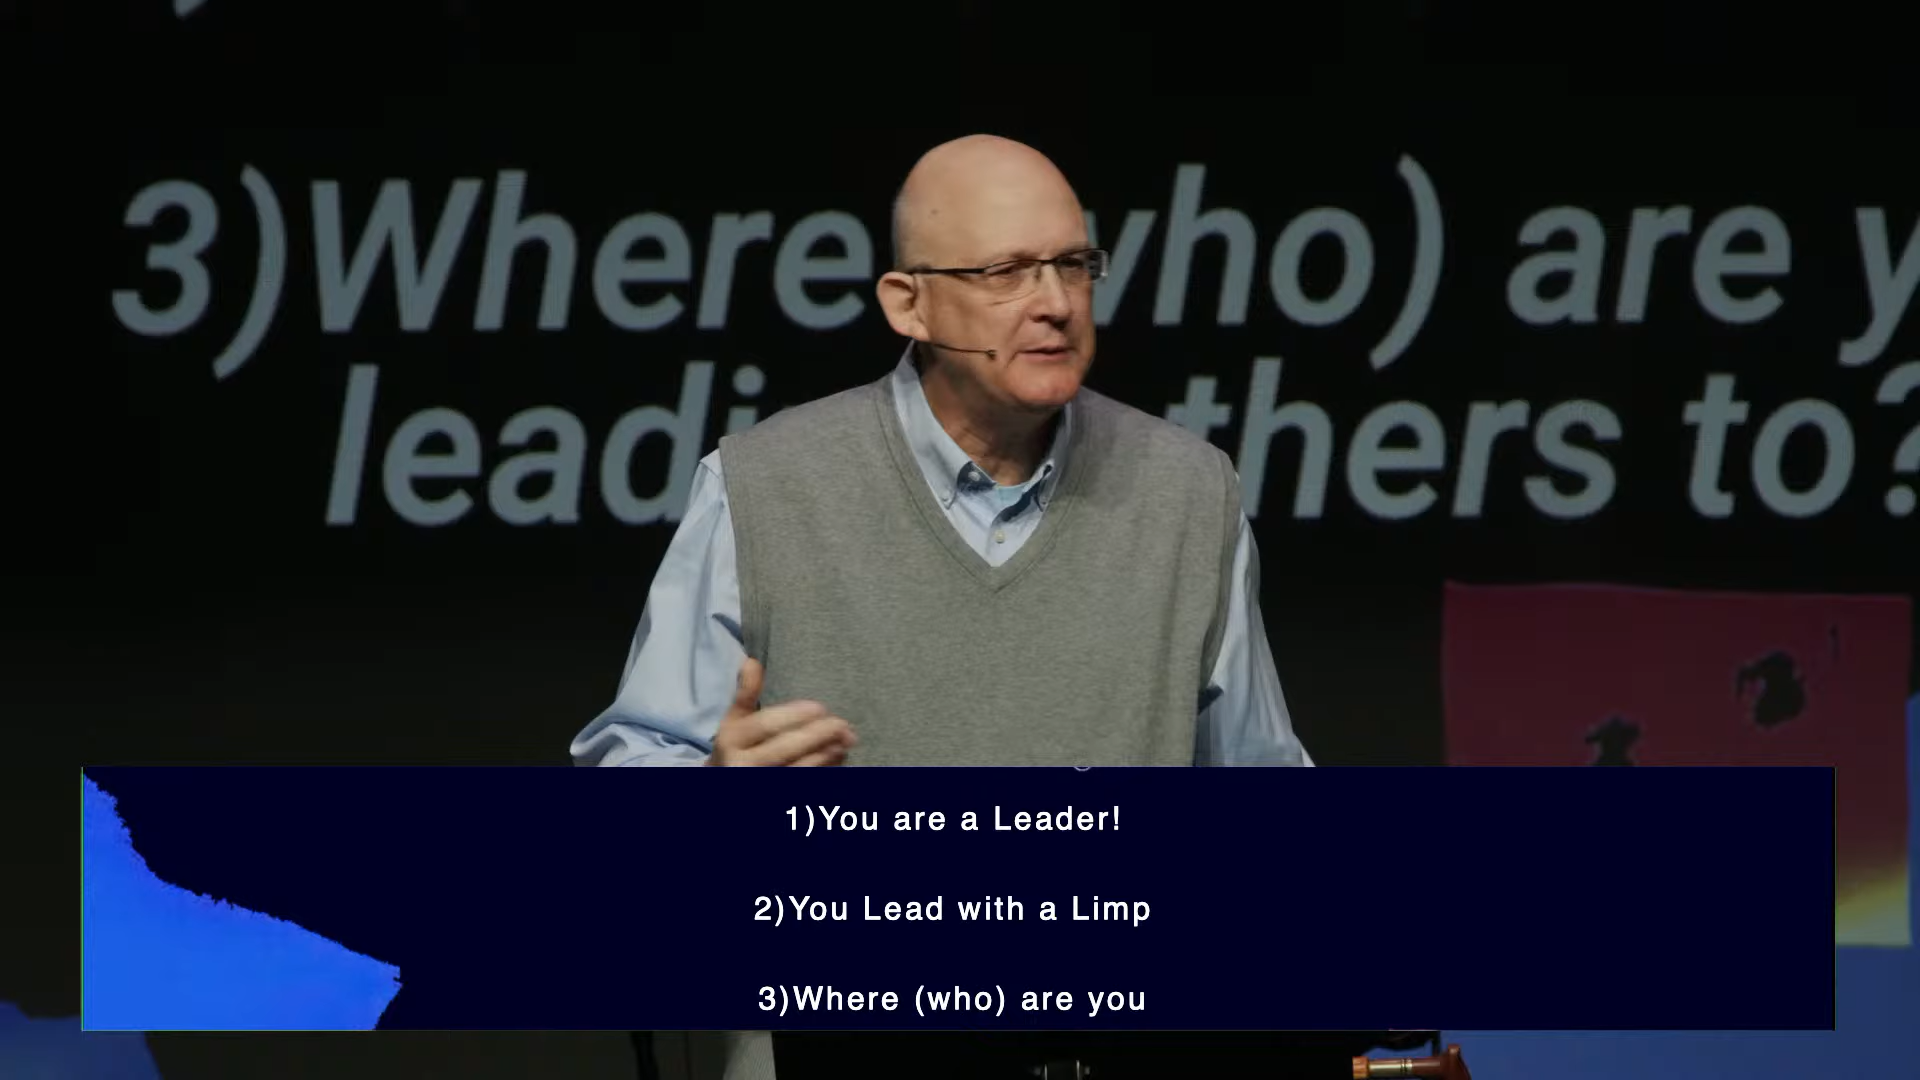 3)Where who) are y
leadi thers to?
1)You are a Leader!
2)You Lead with a Limp
3)Where (who) are you